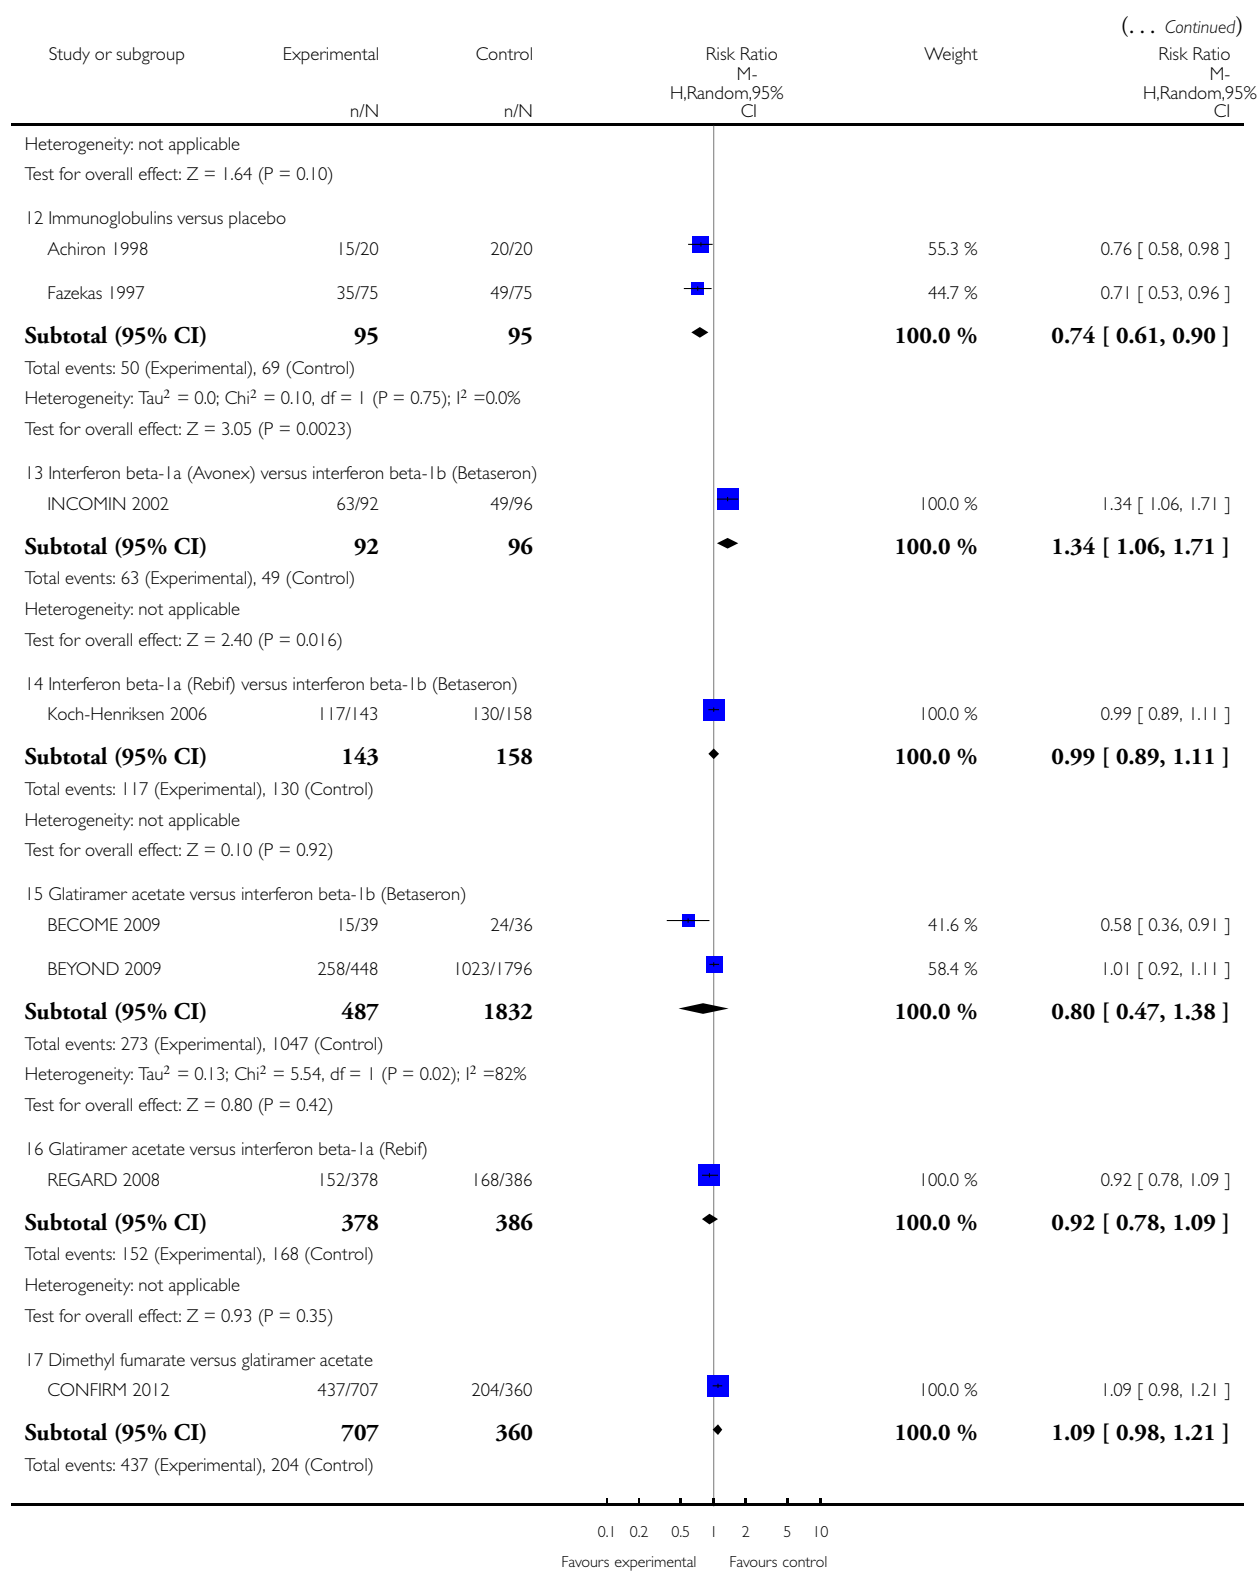 (... Continued)
Study or subgroup Experimental Control Risk Ratio Weight Risk Ratio
M- M-
H,Random,95% H,Random,95%
n/N n/N CI CI
Heterogeneity: not applicable
Test for overall effect: Z = 1.64 (P = 0.10)
12 Immunoglobulins versus placebo
Achiron 1998 15/20 20/20 55.3 % 0.76 [ 0.58, 0.98 ]
Fazekas 1997 35/75 49/75 44.7 % 0.71 [ 0.53, 0.96 ]
Subtotal (95% CI) 95 95 100.0 % 0.74 [ 0.61, 0.90 ]
Total events: 50 (Experimental), 69 (Control)
Heterogeneity: Tau² = 0.0; Chi² = 0.10, df = 1 (P = 0.75); I² =0.0%
Test for overall effect: Z = 3.05 (P = 0.0023)
13 Interferon beta-1a (Avonex) versus interferon beta-1b (Betaseron)
INCOMIN 2002 63/92 49/96 100.0 % 1.34 [ 1.06, 1.71 ]
Subtotal (95% CI) 92 96 100.0 % 1.34 [ 1.06, 1.71 ]
Total events: 63 (Experimental), 49 (Control)
Heterogeneity: not applicable
Test for overall effect: Z = 2.40 (P = 0.016)
14 Interferon beta-1a (Rebif) versus interferon beta-1b (Betaseron)
Koch-Henriksen 2006 117/143 130/158 100.0 % 0.99 [ 0.89, 1.11 ]
Subtotal (95% CI) 143 158 100.0 % 0.99 [ 0.89, 1.11 ]
Total events: 117 (Experimental), 130 (Control)
Heterogeneity: not applicable
Test for overall effect: Z = 0.10 (P = 0.92)
15 Glatiramer acetate versus interferon beta-1b (Betaseron)
BECOME 2009 15/39 24/36 41.6 % 0.58 [ 0.36, 0.91 ]
BEYOND 2009 258/448 1023/1796 58.4 % 1.01 [ 0.92, 1.11 ]
Subtotal (95% CI) 487 1832 100.0 % 0.80 [ 0.47, 1.38 ]
Total events: 273 (Experimental), 1047 (Control)
Heterogeneity: Tau² = 0.13; Chi² = 5.54, df = 1 (P = 0.02); I² =82%
Test for overall effect: Z = 0.80 (P = 0.42)
16 Glatiramer acetate versus interferon beta-1a (Rebif)
REGARD 2008 152/378 168/386 100.0 % 0.92 [ 0.78, 1.09 ]
Subtotal (95% CI) 378 386 100.0 % 0.92 [ 0.78, 1.09 ]
Total events: 152 (Experimental), 168 (Control)
Heterogeneity: not applicable
Test for overall effect: Z = 0.93 (P = 0.35)
17 Dimethyl fumarate versus glatiramer acetate
CONFIRM 2012 437/707 204/360 100.0 % 1.09 [ 0.98, 1.21 ]
Subtotal (95% CI) 707 360 100.0 % 1.09 [ 0.98, 1.21 ]
Total events: 437 (Experimental), 204 (Control)
0.1 0.2 0.5 1 2 5 10
Favours experimental Favours control